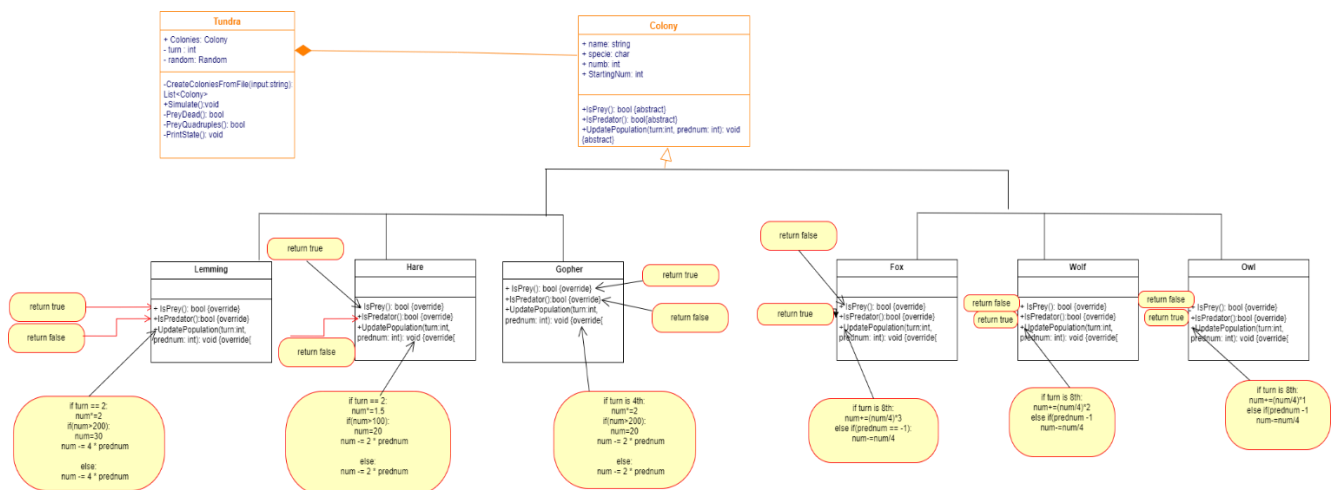 Tundra
+ Colonies: Colony
- turn : int
- random: Random
-CreateColoniesFromFile(input:string)
List<Colony>
+Simulate():void
-PreyDead(): bool
-PreyQuadruples(): bool
-PrintState(): void
Colony
+ name: string
+ specie: char
+ numb: int
+ StartingNum: int
+IsPrey(): bool {abstract}
+IsPredator(): bool{abstract}
+UpdatePopulation(turn:int, prednum: int): void
{abstract}
return true
return false
Lemming
+ IsPrey(): bool {override}
+IsPredator():bool {override}
+UpdatePopulation(turn:int,
prednum: int): void {override{
if turn == 2:
num*=2
if(num>200):
num=30
num -= 4 * prednum
else:
num -= 4 * prednum
return true
return false
Hare
IsPrey(): bool {override}
+IsPredator():bool {override}
+UpdatePopulation(turn:int,
prednum: int): void {override{
if turn == 2:
num*=1.5
if(num>100):
num=20
num -= 2 * prednum
else:
num -= 2 * prednum
Gopher
+ IsPrey(): bool {override}
+IsPredator():bool {override}
+UpdatePopulation(turn:int,
prednum: int): void {override{
return true
return false
if turn is 4th:
num*=2
if(num>200):
num=20
num -= 2 * prednum
else:
num -= 2 * prednum
return false
return true
Fox
IsPrey(): bool {override}
+IsPredator():bool {override}
+UpdatePopulation(turn:int,
prednum: int): void {override{
if turn is 8th:
num+=(num/4)*3
else if(prednum == -1):
num-=num/4
return false
return true
Wolf
+ IsPrey(): bool {override}
+IsPredator():bool {override}
+UpdatePopulation(turn:int,
prednum: int): void {override{
if turn is 8th:
num+=(num/4)*2
else if(prednum -1
num-=num/4
return false
return true
Owl
+ IsPrey(): bool {override}
+IsPredator():bool {override}
+UpdatePopulation(turn:int,
prednum: int): void {override{
if turn is 8th:
num+=(num/4)*1
else if(prednum -1
num-=num/4